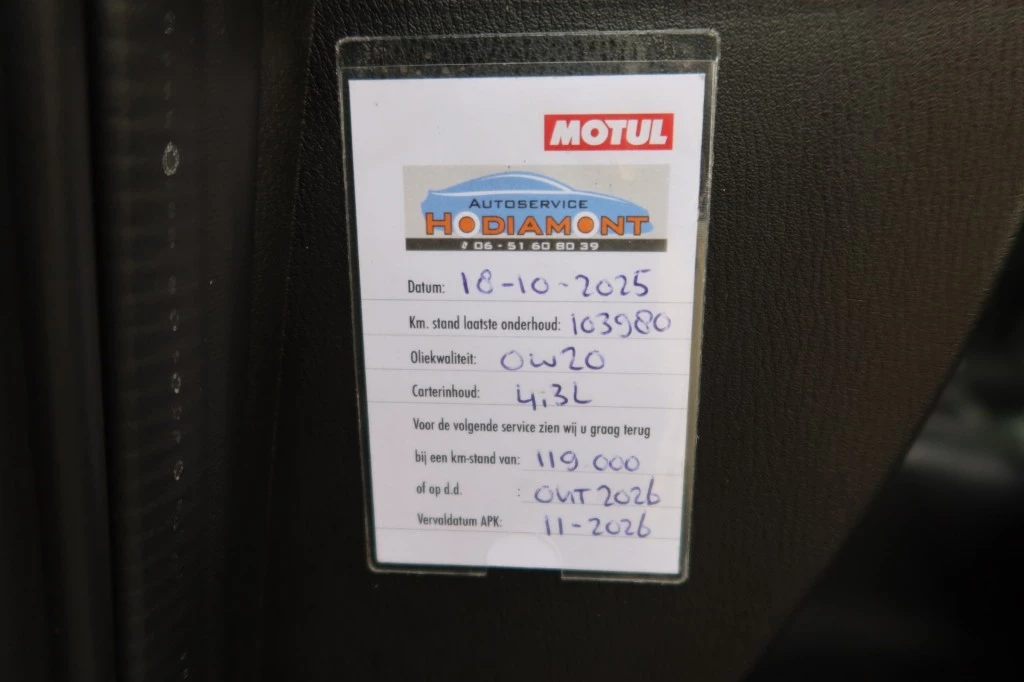 MOTUL
AUTOSERVICE
HODIAMONT
✆ 06 - 51 60 80 39
Datum: 18-10-2025
Km. stand laatste onderhoud: 103980
Oliekwaliteit: 0W20
Carterinhoud: 4,3L
Voor de volgende service zien wij u graag terug
bij een km-stand van: 119 000
of op d.d. : OKT 2026
Vervaldatum APK: 11-2026